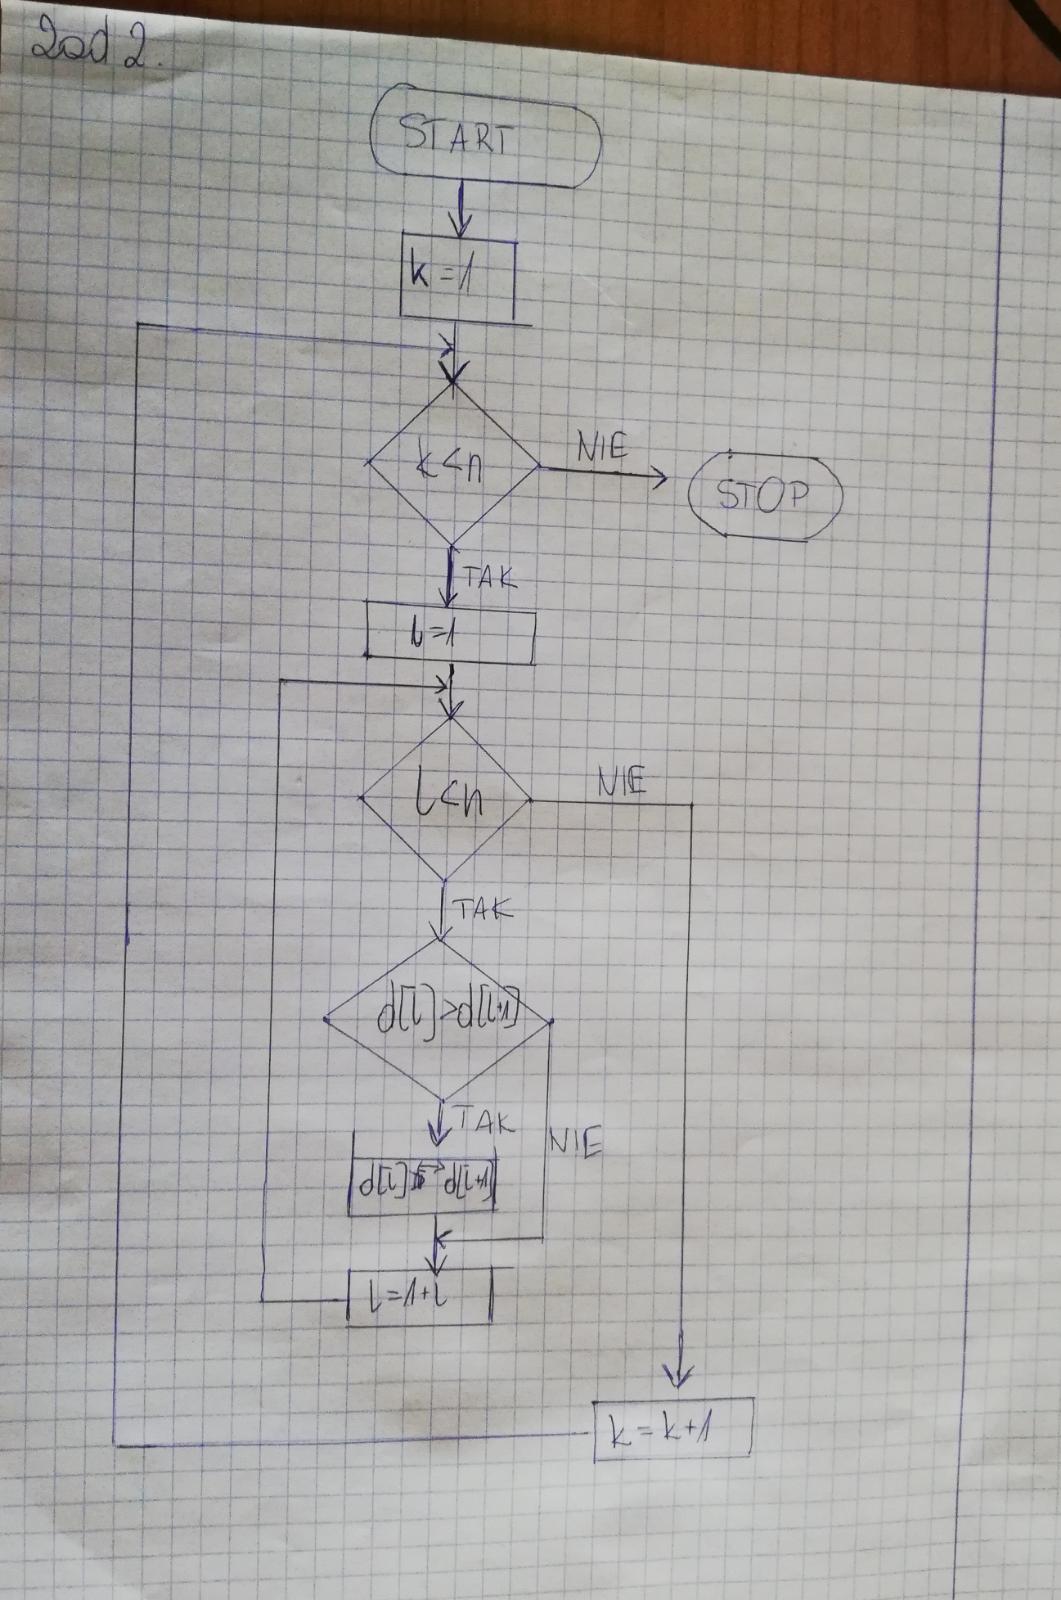 Zad 2.
START
k=1
k<n
NIE
STOP
TAK
l=1
l<n
NIE
TAK
d[l]>d[l+1]
TAK
NIE
d[l]⇆d[l+1]
l=1+l
k=k+1